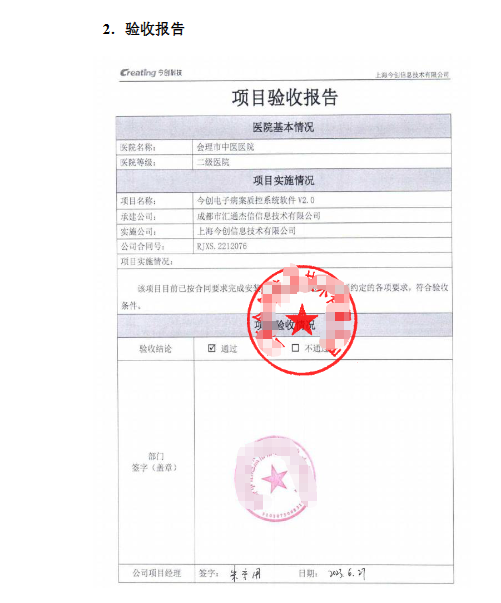 2. 验收报告
Creating 今创科技
上海今创信息技术有限公司
项目验收报告
医院基本情况
医院名称: 会理市中医医院
医院等级: 二级医院
项目实施情况
项目名称: 今创电子病案质控系统软件 V2.0
承建公司: 成都市汇通杰信信息技术有限公司
实施公司: 上海今创信息技术有限公司
公司合同号: RJXS.2212076
项目实施情况:
该项目目前已按合同要求完成安装 约定的各项要求,符合验收
条件。
项 验收情况
验收结论 ☑ 通过 ☐ 不通过
部门
签字(盖章)
公司项目经理 签字: 日期: 2023.6.27